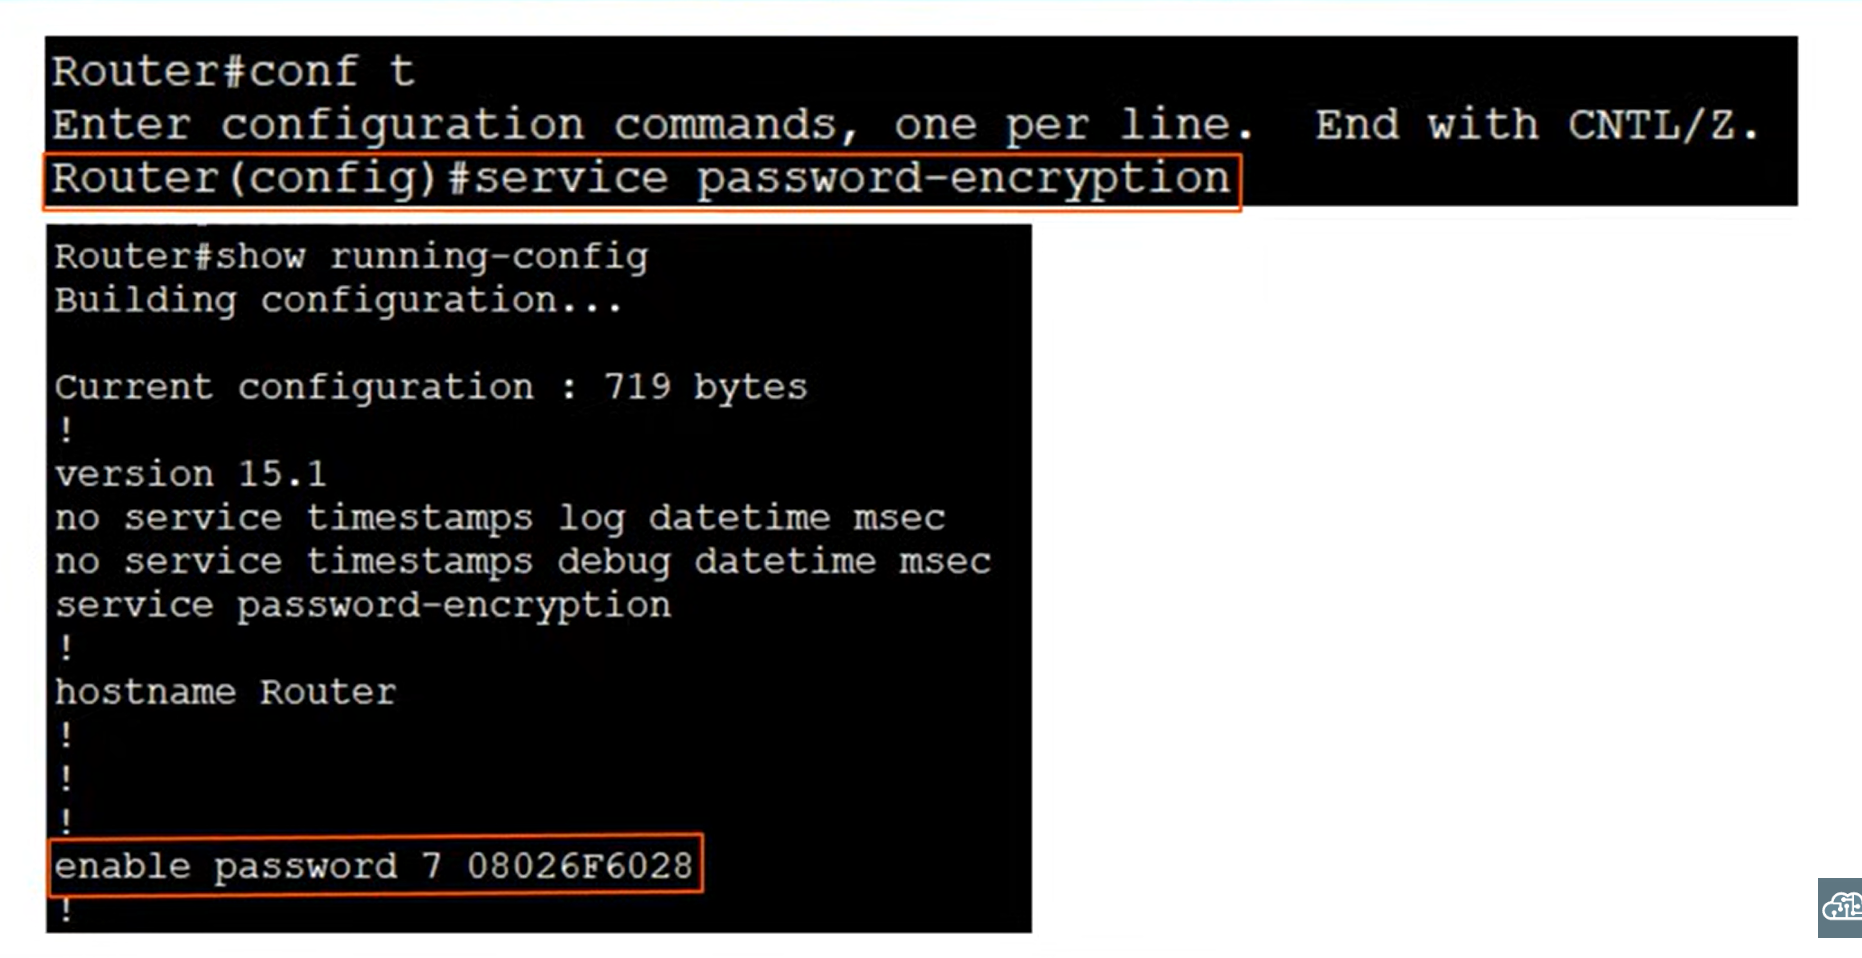 Router#conf t
Enter configuration commands, one per line.  End with CNTL/Z.
Router(config)#service password-encryption
Router#show running-config
Building configuration...
Current configuration : 719 bytes
!
version 15.1
no service timestamps log datetime msec
no service timestamps debug datetime msec
service password-encryption
!
hostname Router
!
!
!
enable password 7 08026F6028
!